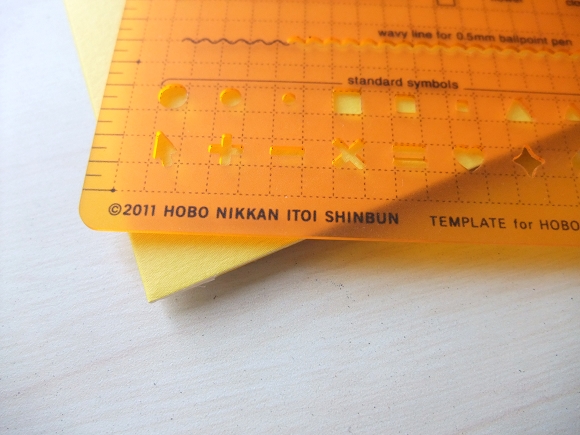 wavy line for 0.5mm ballpoint pen
standard symbols
©2011 HOBO NIKKAN ITOI SHINBUN TEMPLATE for HOBO